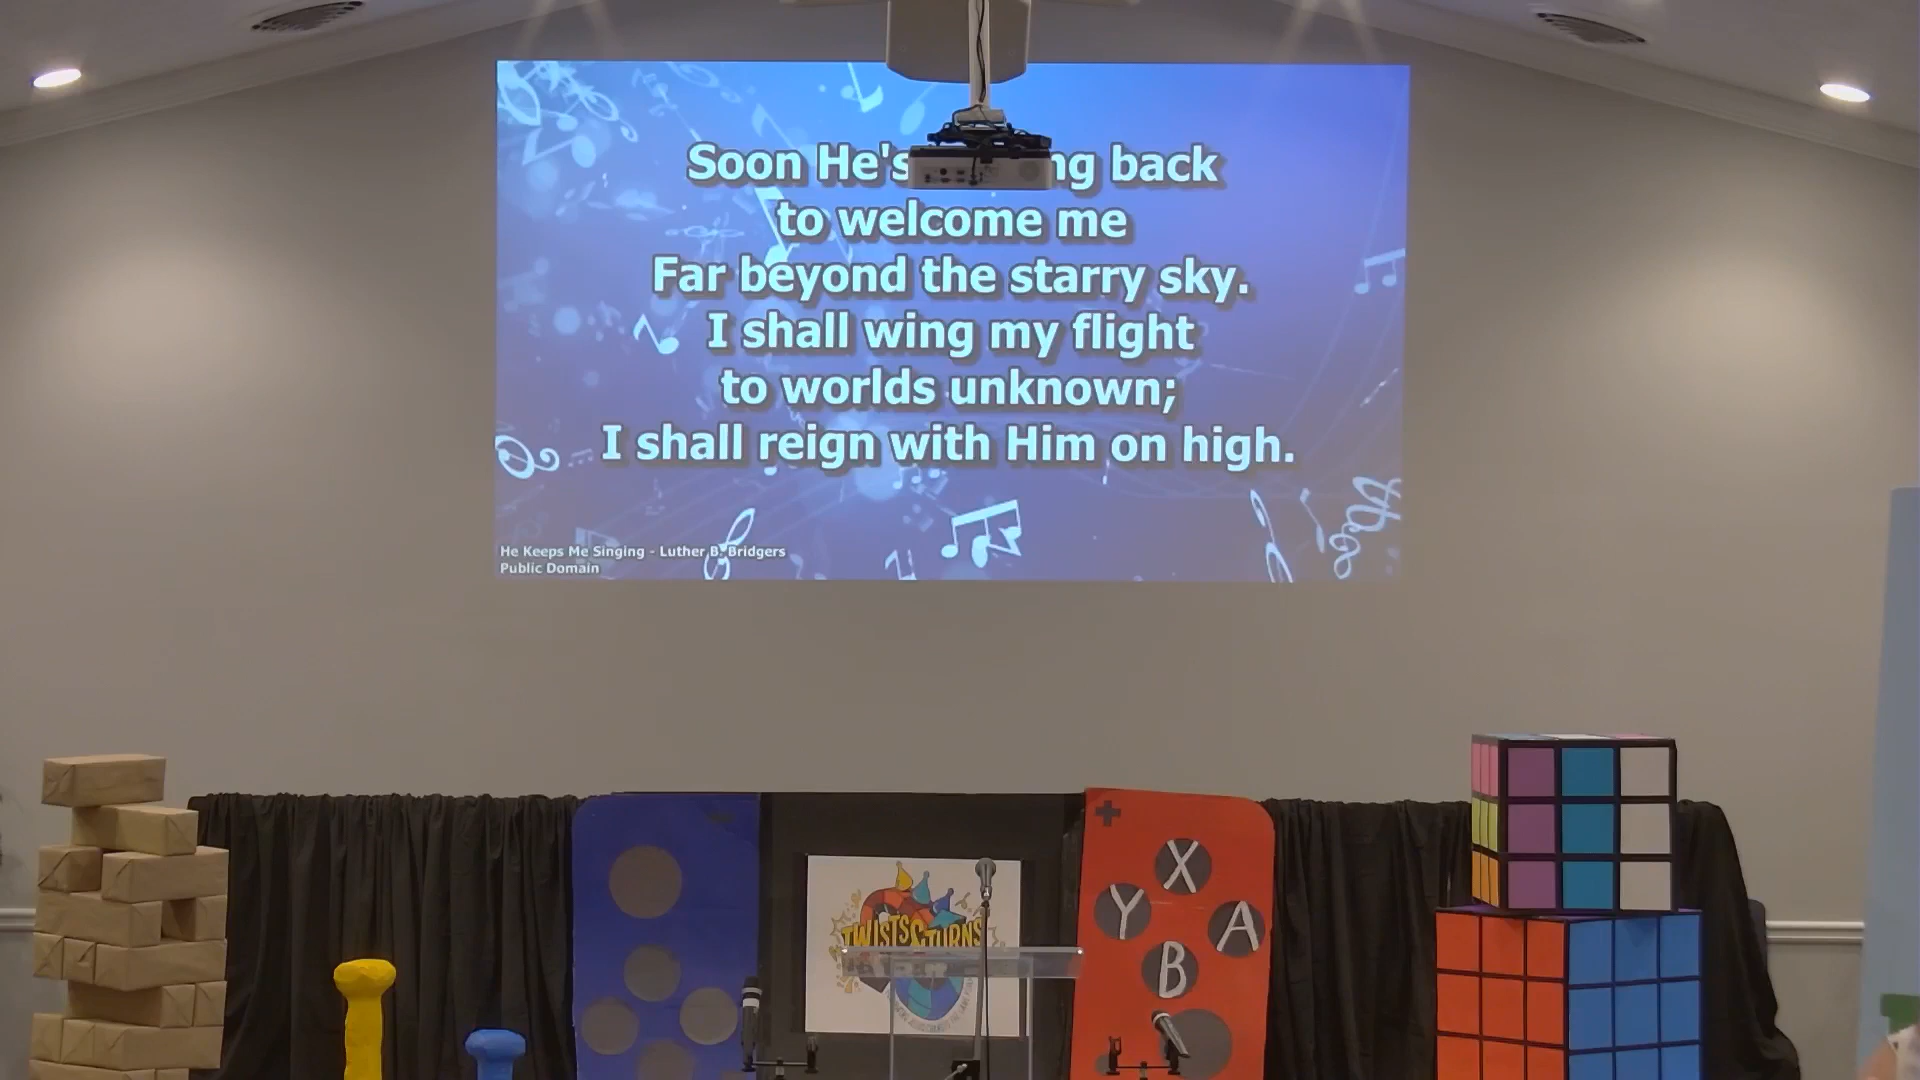 Soon He's ng back
to welcome me
Far beyond the starry sky.
I shall wing my flight
to worlds unknown;
I shall reign with Him on high.
He Keeps Me Singing - Luther B. Bridgers
Public Domain
TWISTS & TURNS
X
Y
A
B